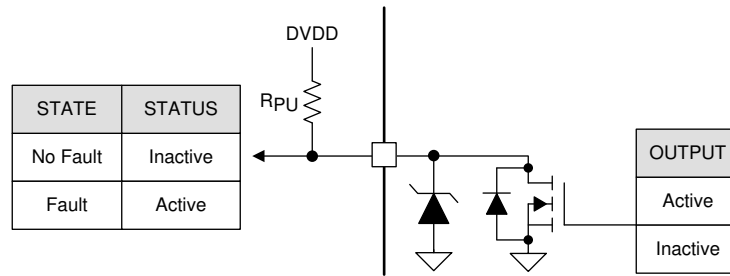 DVDD
RPU
STATE STATUS
No Fault Inactive
Fault Active
OUTPUT
Active
Inactive